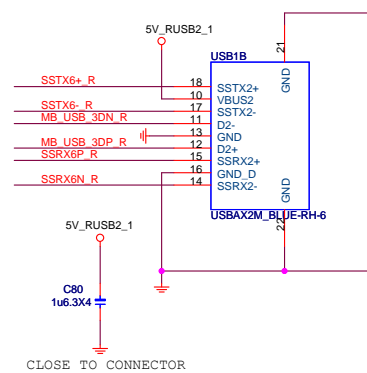 5V_RUSB2_1
USB1B
21
GND
SSTX6+_R 18 SSTX2+
10 VBUS2
SSTX6-_R 17 SSTX2-
MB_USB_3DN_R 11 D2-
13 GND
MB_USB_3DP_R 12 D2+
SSRX6P_R 15 SSRX2+
16 GND_D
SSRX6N_R 14 SSRX2-
GND
22
USBAX2M_BLUE-RH-6
5V_RUSB2_1
C80
1u6.3X4
CLOSE TO CONNECTOR